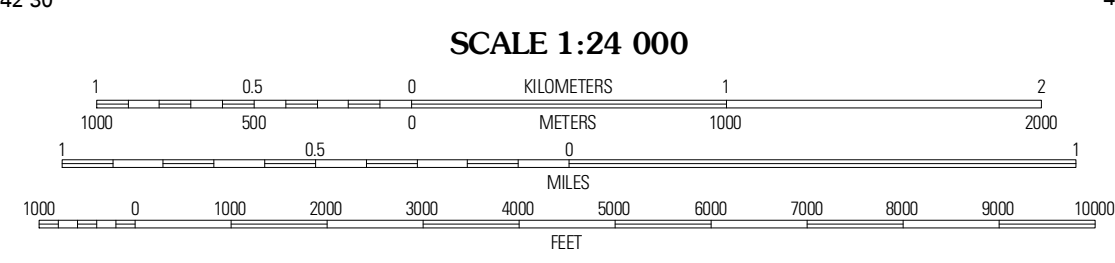 42 30
4
SCALE 1:24 000
1 0.5 0 KILOMETERS 1 2
1000 500 0 METERS 1000 2000
1 0.5 0 1
MILES
1000 0 1000 2000 3000 4000 5000 6000 7000 8000 9000 10000
FEET